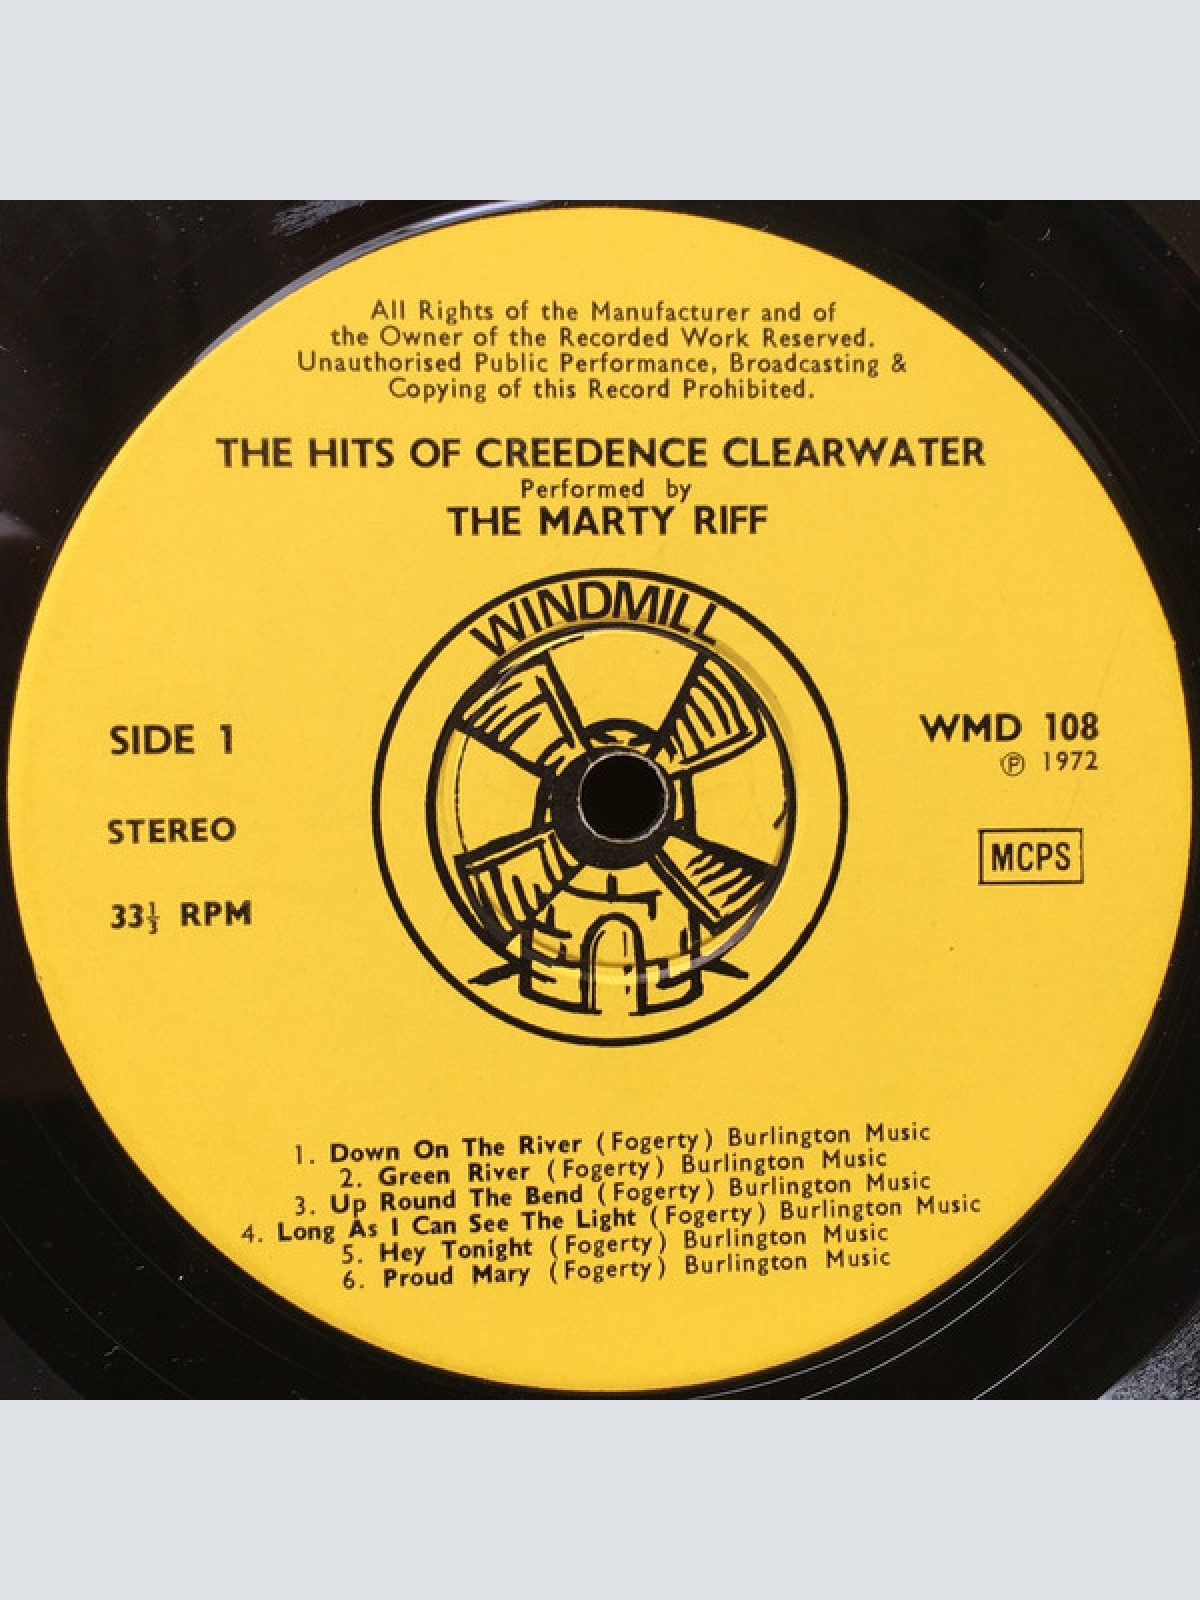 All Rights of the Manufacturer and of
the Owner of the Recorded Work Reserved.
Unauthorised Public Performance, Broadcasting &
Copying of this Record Prohibited.
THE HITS OF CREEDENCE CLEARWATER
Performed by
THE MARTY RIFF
WINDMILL
SIDE 1
STEREO
33⅓ RPM
WMD 108
℗ 1972
MCPS
1. Down On The River (Fogerty) Burlington Music
2. Green River (Fogerty) Burlington Music
3. Up Round The Bend (Fogerty) Burlington Music
4. Long As I Can See The Light (Fogerty) Burlington Music
5. Hey Tonight (Fogerty) Burlington Music
6. Proud Mary (Fogerty) Burlington Music